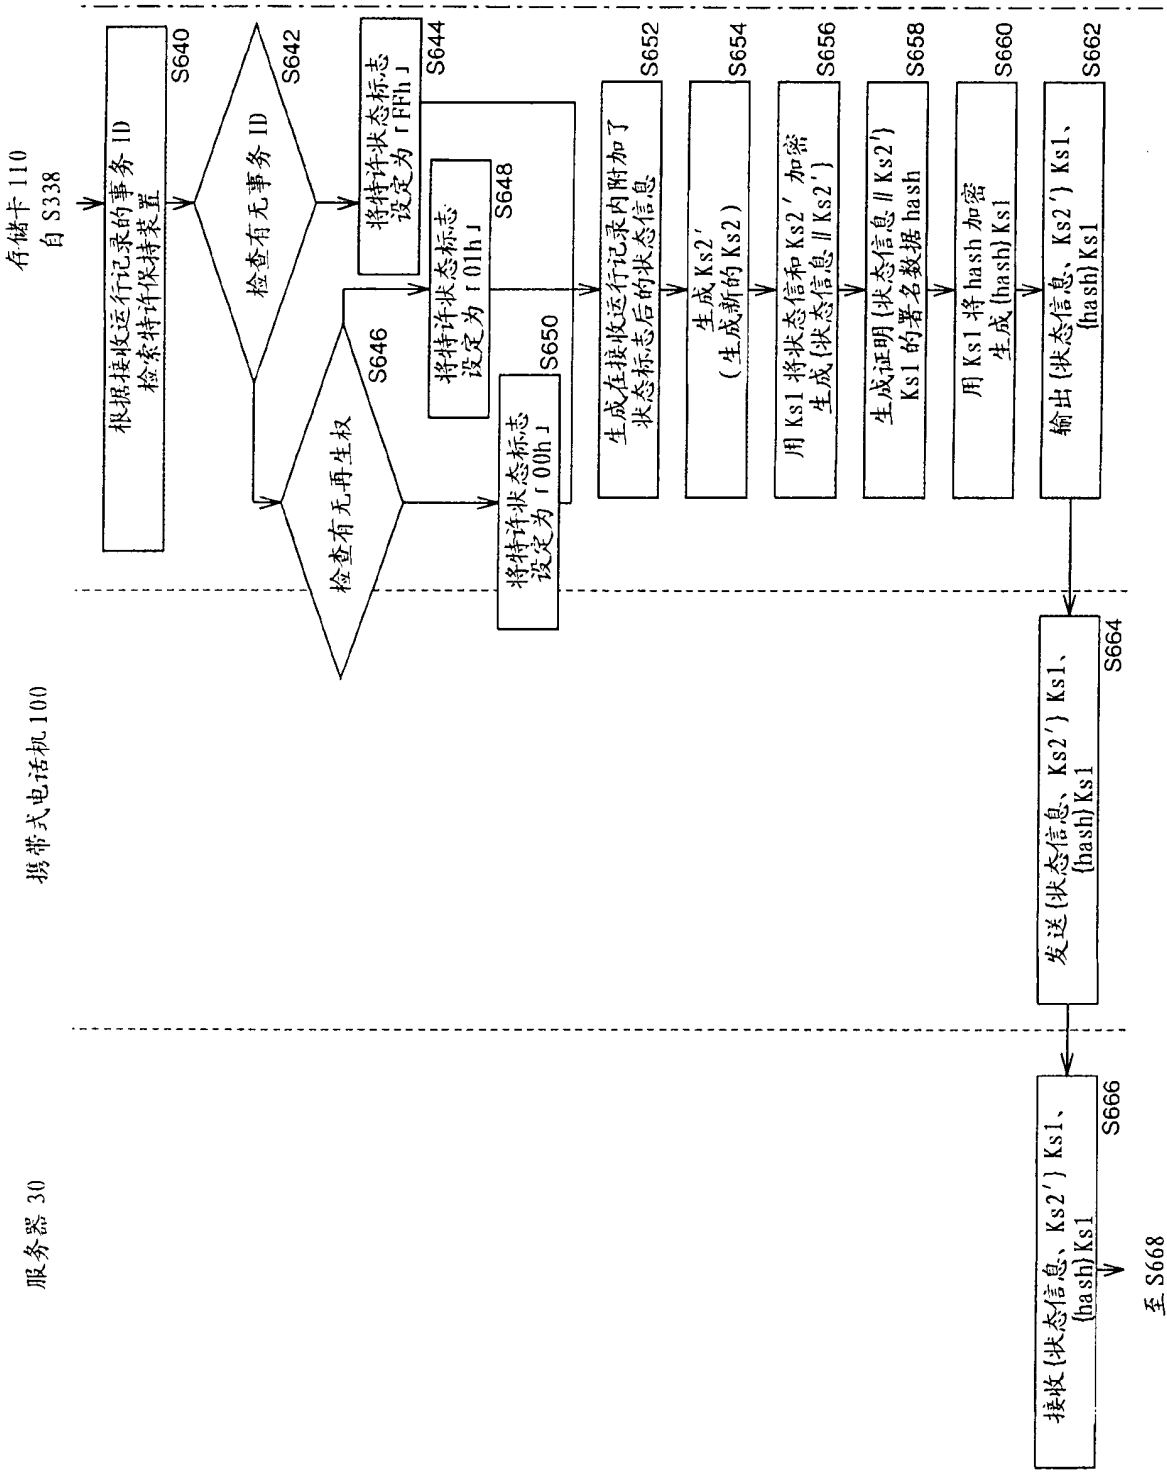 服务器 30
携带式电话机 100
存储卡 110
自 S338
根据接收运行记录的事务 ID
检索特许保持装置
S640
检查有无事务 ID
S642
将特许状态标志
设定为「FFh」
S644
检查有无再生权
S646
将特许状态标志
设定为「01h」
S648
将特许状态标志
设定为「00h」
S650
生成在接收运行记录内附加了
状态标志后的状态信息
S652
生成 Ks2′
（生成新的 Ks2）
S654
用 Ks1 将状态信和 Ks2′ 加密
生成{状态信息 // Ks2′}
S656
生成证明{状态信息 // Ks2′}
Ks1 的署名数据 hash
S658
用 Ks1 将 hash 加密
生成{hash}Ks1
S660
输出{状态信息、Ks2′} Ks1、
{hash}Ks1
S662
发送{状态信息、Ks2′} Ks1、
{hash}Ks1
S664
接收{状态信息、Ks2′} Ks1、
{hash}Ks1
S666
至 S668